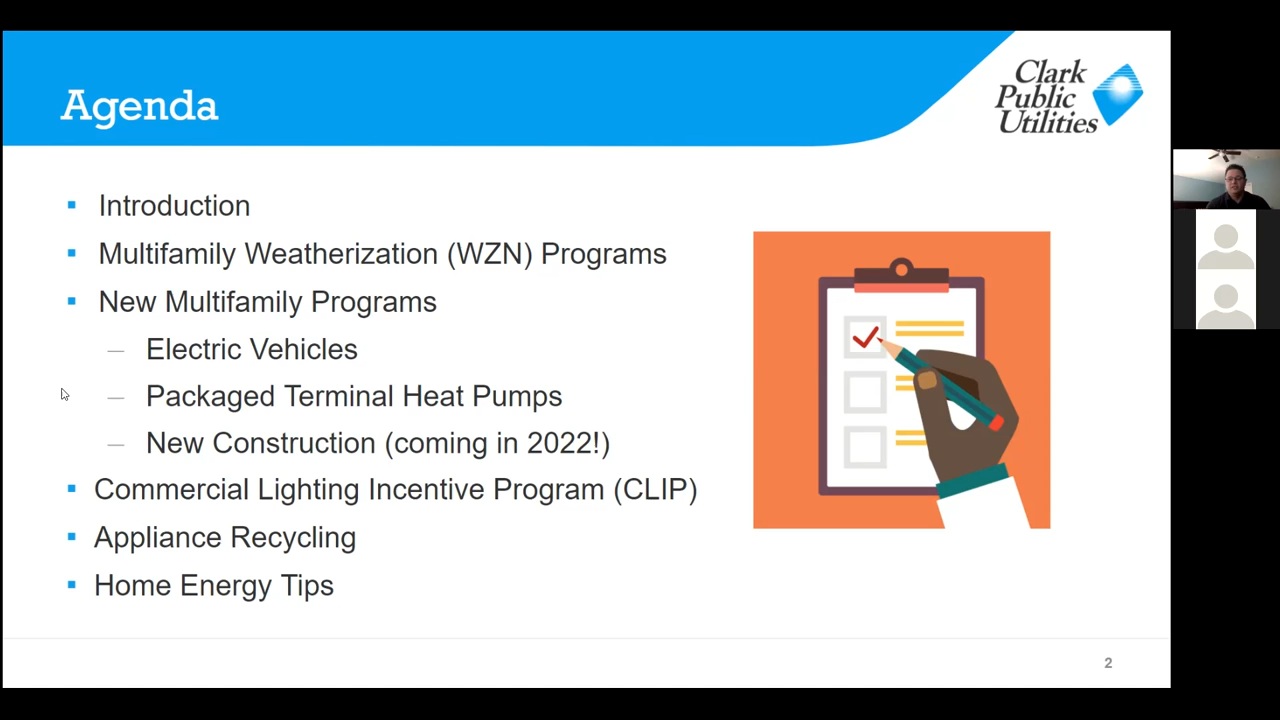 Agenda
Clark
Public
Utilities
Introduction
Multifamily Weatherization (WZN) Programs
New Multifamily Programs
— Electric Vehicles
— Packaged Terminal Heat Pumps
— New Construction (coming in 2022!)
Commercial Lighting Incentive Program (CLIP)
Appliance Recycling
Home Energy Tips
2